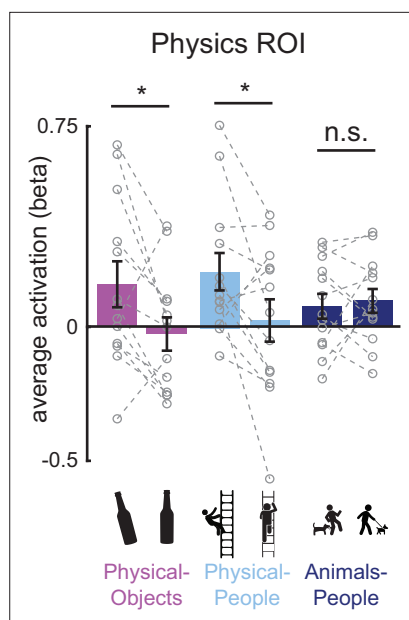 Physics ROI
* *
n.s.
0.75
0
-0.5
average activation (beta)
Physical-
Objects
Physical-
People
Animals-
People